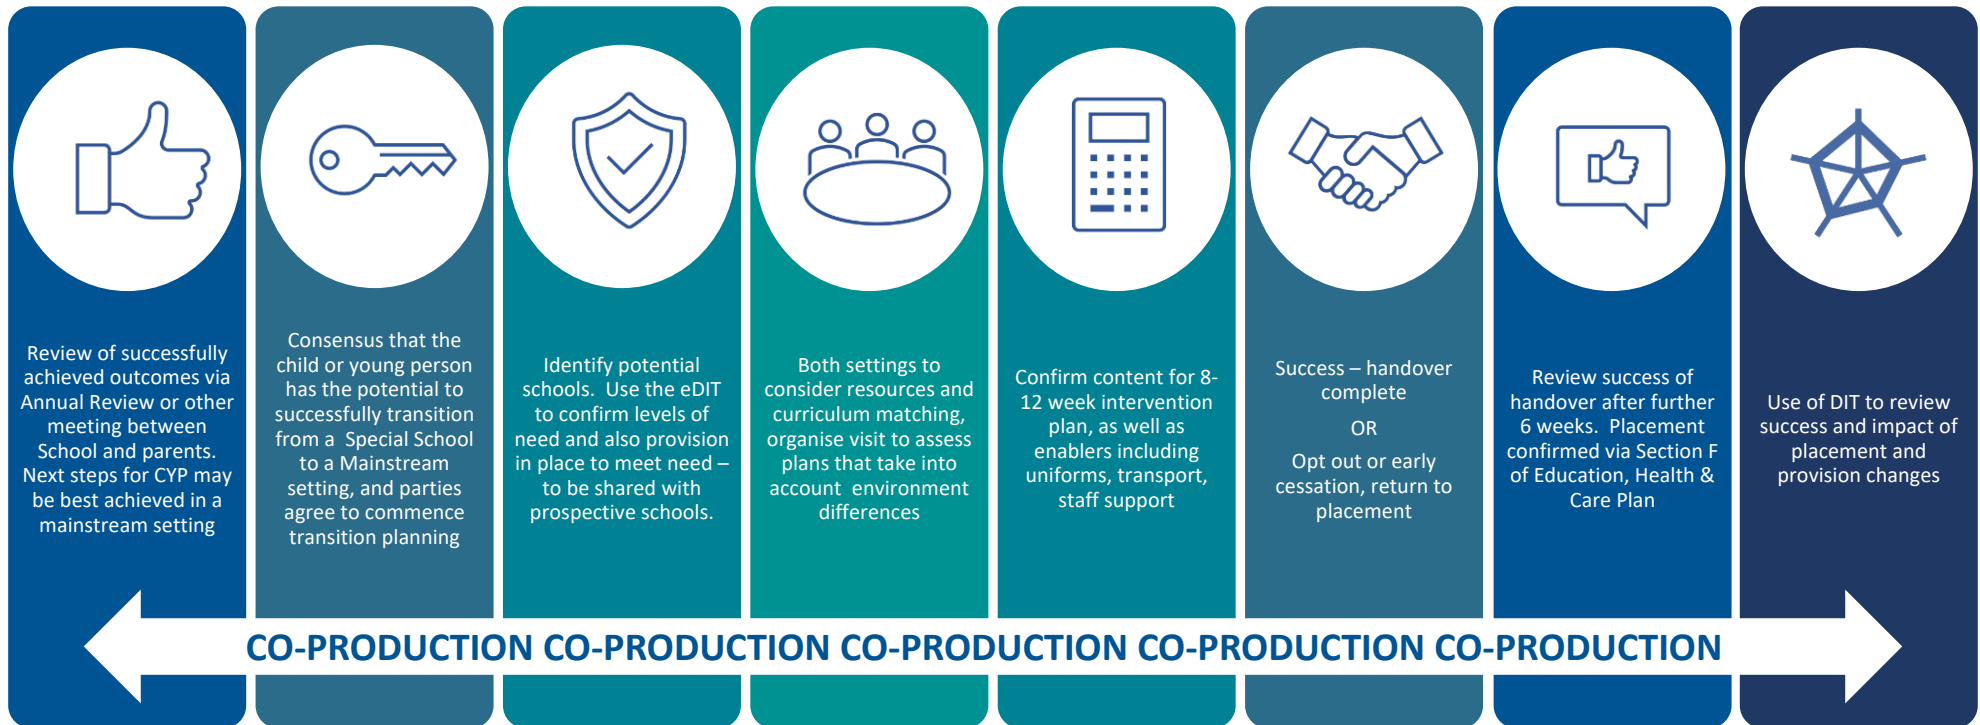 Review of successfully
achieved outcomes via
Annual Review or other
meeting between
School and parents.
Next steps for CYP may
be best achieved in a
mainstream setting
Consensus that the
child or young person
has the potential to
successfully transition
from a Special School
to a Mainstream
setting, and parties
agree to commence
transition planning
Identify potential
schools. Use the eDIT
to confirm levels of
need and also provision
in place to meet need –
to be shared with
prospective schools.
Both settings to
consider resources and
curriculum matching,
organise visit to assess
plans that take into
account environment
differences
Confirm content for 8-
12 week intervention
plan, as well as
enablers including
uniforms, transport,
staff support
Success – handover
complete
OR
Opt out or early
cessation, return to
placement
Review success of
handover after further
6 weeks. Placement
confirmed via Section F
of Education, Health &
Care Plan
Use of DIT to review
success and impact of
placement and
provision changes
CO-PRODUCTION CO-PRODUCTION CO-PRODUCTION CO-PRODUCTION CO-PRODUCTION